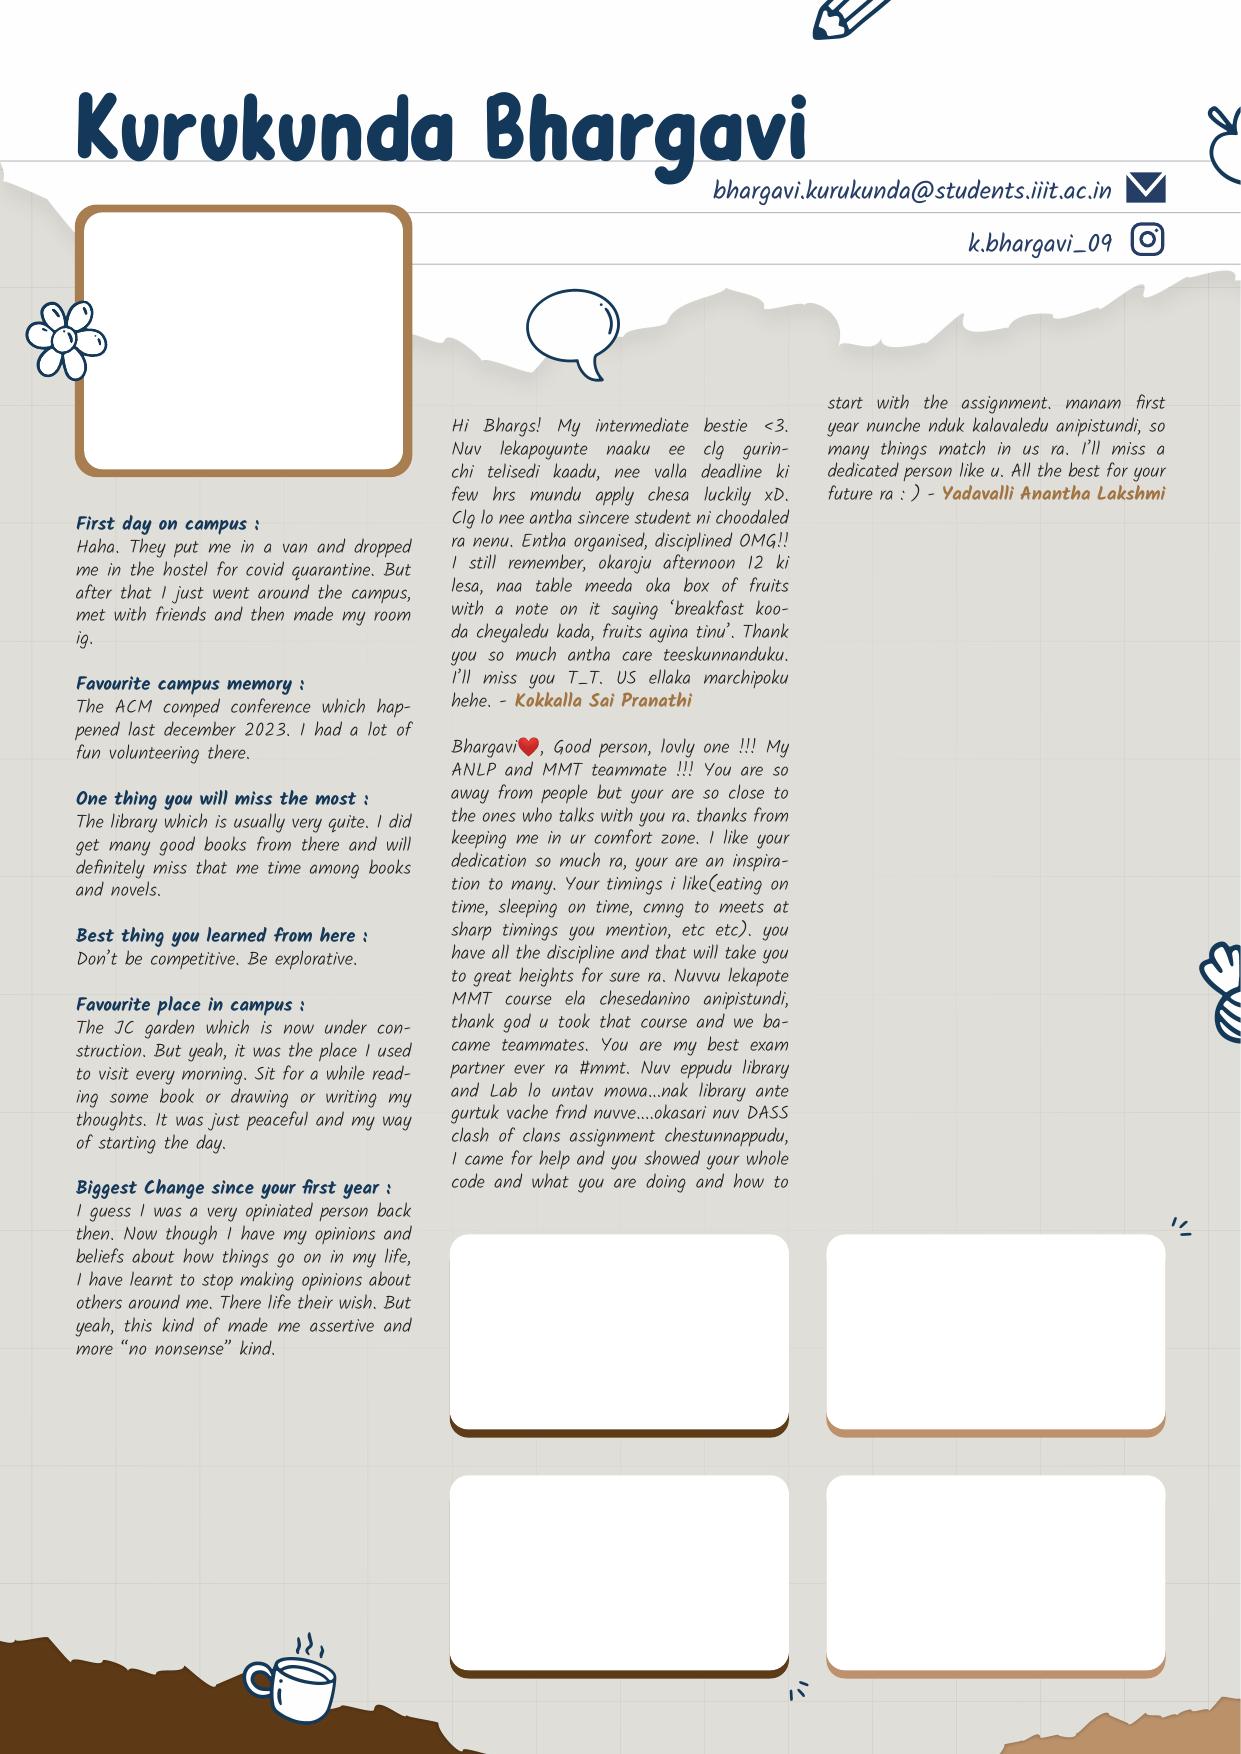 Kurukunda Bhargavi
bhargavi.kurukunda@students.iiit.ac.in
k.bhargavi_09
First day on campus :
Haha. They put me in a van and dropped
me in the hostel for covid quarantine. But
after that I just went around the campus,
met with friends and then made my room
ig.
Favourite campus memory :
The ACM comped conference which hap-
pened last december 2023. I had a lot of
fun volunteering there.
One thing you will miss the most :
The library which is usually very quite. I did
get many good books from there and will
definitely miss that me time among books
and novels.
Best thing you learned from here :
Don't be competitive. Be explorative.
Favourite place in campus :
The JC garden which is now under con-
struction. But yeah, it was the place I used
to visit every morning. Sit for a while read-
ing some book or drawing or writing my
thoughts. It was just peaceful and my way
of starting the day.
Biggest Change since your first year :
I guess I was a very opiniated person back
then. Now though I have my opinions and
beliefs about how things go on in my life,
I have learnt to stop making opinions about
others around me. There life their wish. But
yeah, this kind of made me assertive and
more “no nonsense” kind.
Hi Bhargs! My intermediate bestie <3.
Nuv lekapoyunte naaku ee clg gurin-
chi telisedi kaadu, nee valla deadline ki
few hrs mundu apply chesa luckily xD.
Clg lo nee antha sincere student ni choodaled
ra nenu. Entha organised, disciplined OMG!!
I still remember, okaroju afternoon 12 ki
lesa, naa table meeda oka box of fruits
with a note on it saying ‘breakfast koo-
da cheyaledu kada, fruits ayina tinu’. Thank
you so much antha care teeskunnanduku.
I'll miss you T_T. US ellaka marchipoku
hehe. - Kokkalla Sai Pranathi
Bhargavi❤️, Good person, lovly one !!! My
ANLP and MMT teammate !!! You are so
away from people but your are so close to
the ones who talks with you ra. thanks from
keeping me in ur comfort zone. I like your
dedication so much ra, your are an inspira-
tion to many. Your timings i like(eating on
time, sleeping on time, cmng to meets at
sharp timings you mention, etc etc). you
have all the discipline and that will take you
to great heights for sure ra. Nuvvu lekapote
MMT course ela chesedanino anipistundi,
thank god u took that course and we ba-
came teammates. You are my best exam
partner ever ra #mmt. Nuv eppudu library
and Lab lo untav mowa...nak library ante
gurtuk vache frnd nuvve....okasari nuv DASS
clash of clans assignment chestunnappudu,
I came for help and you showed your whole
code and what you are doing and how to
start with the assignment. manam first
year nunche nduk kalavaledu anipistundi, so
many things match in us ra. I'll miss a
dedicated person like u. All the best for your
future ra : ) - Yadavalli Anantha Lakshmi